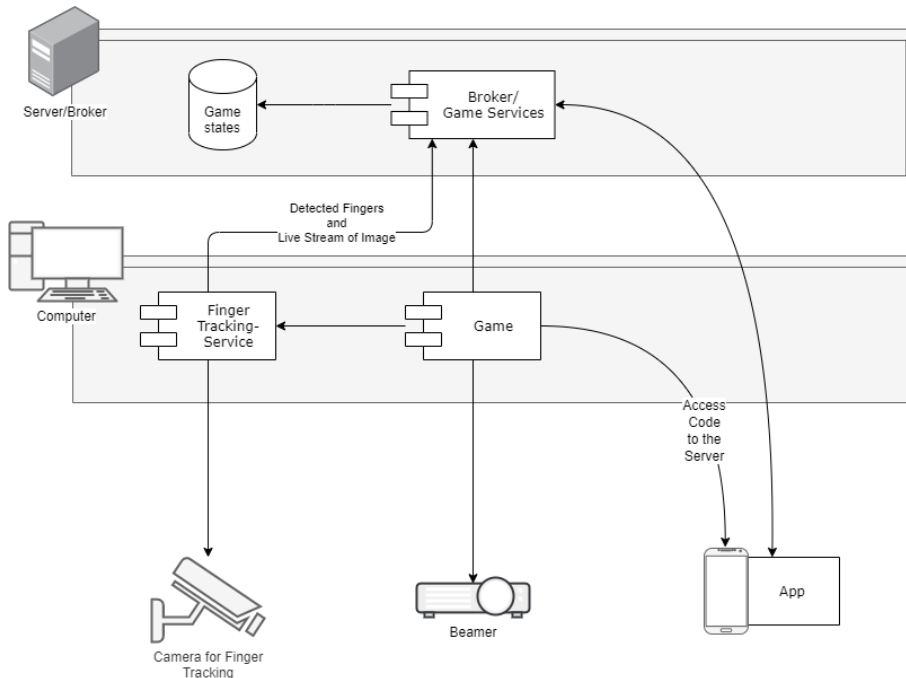 Server/Broker
Game
states
Broker/
Game Services
Detected Fingers
and
Live Stream of Image
Computer
Finger
Tracking-
Service
Game
Access
Code
to the
Server
App
Beamer
Camera for Finger
Tracking